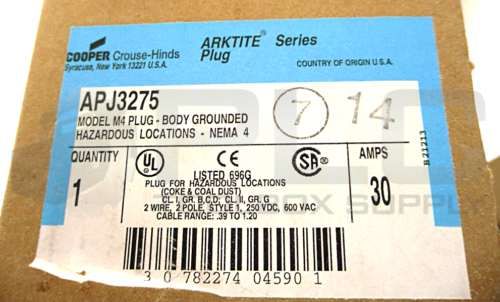 COOPER Crouse-Hinds
Syracuse, New York 13221 U.S.A.
ARKTITE® Series
Plug
COUNTRY OF ORIGIN U.S.A.
APJ3275
MODEL M4 PLUG - BODY GROUNDED
HAZARDOUS LOCATIONS - NEMA 4
7 14
B21213
QUANTITY
1
UL
CE
SA
LISTED 696G
PLUG FOR HAZARDOUS LOCATIONS
(COKE & COAL DUST)
CL. I, GR. B,C,D; CL. II, GR. G
2 WIRE, 2 POLE, STYLE 1, 250 VDC, 600 VAC
CABLE RANGE: .39 TO 1.20
AMPS
30
3 0 782274 04590 1